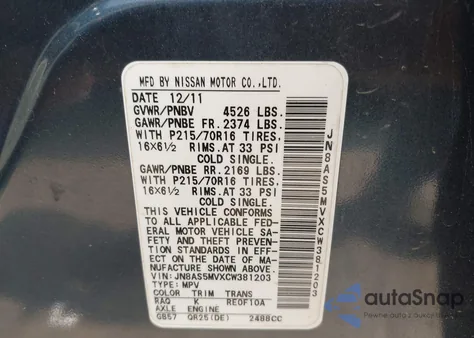 MFD BY NISSAN MOTOR CO.,LTD.
DATE 12/11
GVWR/PNBV 4526 LBS.
GAWR/PNBE FR. 2374 LBS.
WITH P215/70R16 TIRES.
16X6½ RIMS.AT 33 PSI
COLD SINGLE.
GAWR/PNBE RR. 2169 LBS.
WITH P215/70R16 TIRES.
16X6½ RIMS.AT 33 PSI
COLD SINGLE.
THIS VEHICLE CONFORMS
TO ALL APPLICABLE FED-
ERAL MOTOR VEHICLE SA-
FETY AND THEFT PREVENT-
ION STANDARDS IN EFF-
ECT ON THE DATE OF MA-
NUFACTURE SHOWN ABOVE.
VIN: JN8AS5MVXCW381203
TYPE: MPV
COLOR TRIM TRANS
RAQ K RE0F10A
AXLE ENGINE
GB57 QR25(DE) 2488CC
JN8AS5MVXCW381203
autoSnap